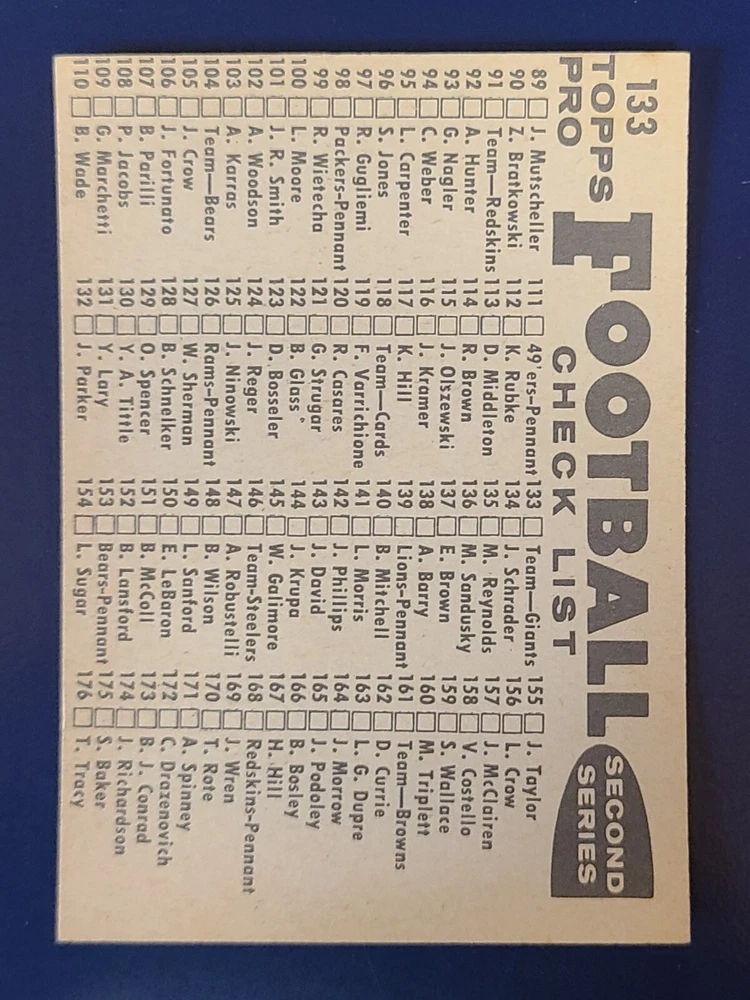 133
TOPPS
PRO
FOOTBALL
CHECK LIST
SECOND
SERIES
89 J. Mutscheller
90 Z. Bratkowski
91 Team—Redskins
92 A. Hunter
93 G. Nagler
94 C. Weber
95 L. Carpenter
96 S. Jones
97 R. Gugliemi
98 Packers-Pennant
99 R. Wietecha
100 L. Moore
101 J. R. Smith
102 A. Woodson
103 A. Karras
104 Team—Bears
105 J. Crow
106 J. Fortunato
107 B. Parilli
108 P. Jacobs
109 G. Marchetti
110 B. Wade
111 49'ers-Pennant
112 K. Rubke
113 D. Middleton
114 R. Brown
115 J. Olszewski
116 J. Kramer
117 K. Hill
118 Team—Cards
119 F. Varrichione
120 R. Casares
121 G. Strugar
122 B. Glass
123 D. Bosseler
124 J. Reger
125 J. Ninowski
126 Rams-Pennant
127 W. Sherman
128 B. Schnelker
129 O. Spencer
130 Y. A. Tittle
131 Y. Lary
132 J. Parker
133 Team—Giants
134 J. Schrader
135 M. Reynolds
136 M. Sandusky
137 E. Brown
138 A. Barry
139 Lions-Pennant
140 B. Mitchell
141 L. Morris
142 J. Phillips
143 J. David
144 J. Krupa
145 W. Galimore
146 Team-Steelers
147 A. Robustelli
148 B. Wilson
149 L. Sanford
150 E. LeBaron
151 B. McColl
152 B. Lansford
153 Bears-Pennant
154 L. Sugar
155 J. Taylor
156 L. Crow
157 J. McClairen
158 V. Costello
159 S. Wallace
160 M. Triplett
161 Team—Browns
162 D. Currie
163 L. G. Dupre
164 J. Morrow
165 J. Podoley
166 B. Bosley
167 H. Hill
168 Redskins-Pennant
169 J. Wren
170 T. Rote
171 A. Spinney
172 C. Drazenovich
173 B. J. Conrad
174 J. Richardson
175 S. Baker
176 T. Tracy